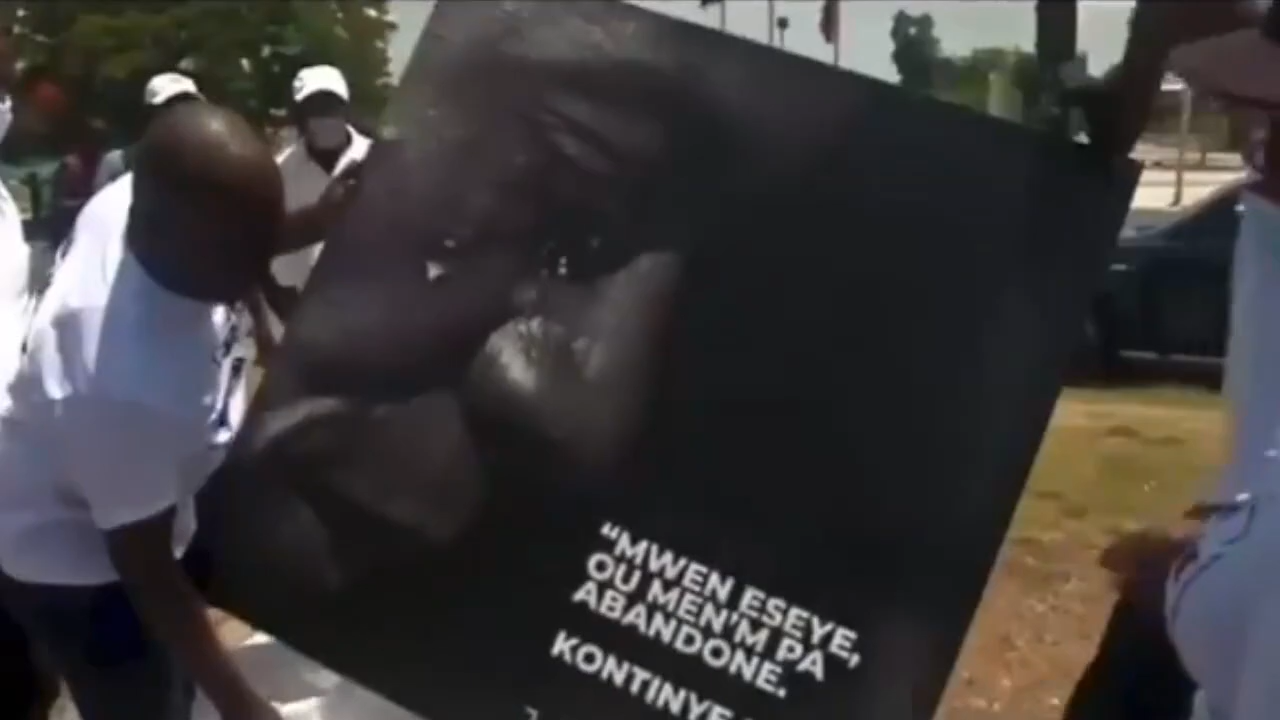 “MWEN ESEYE,
OU MEN'M PA
ABANDONE.
KONTINYE